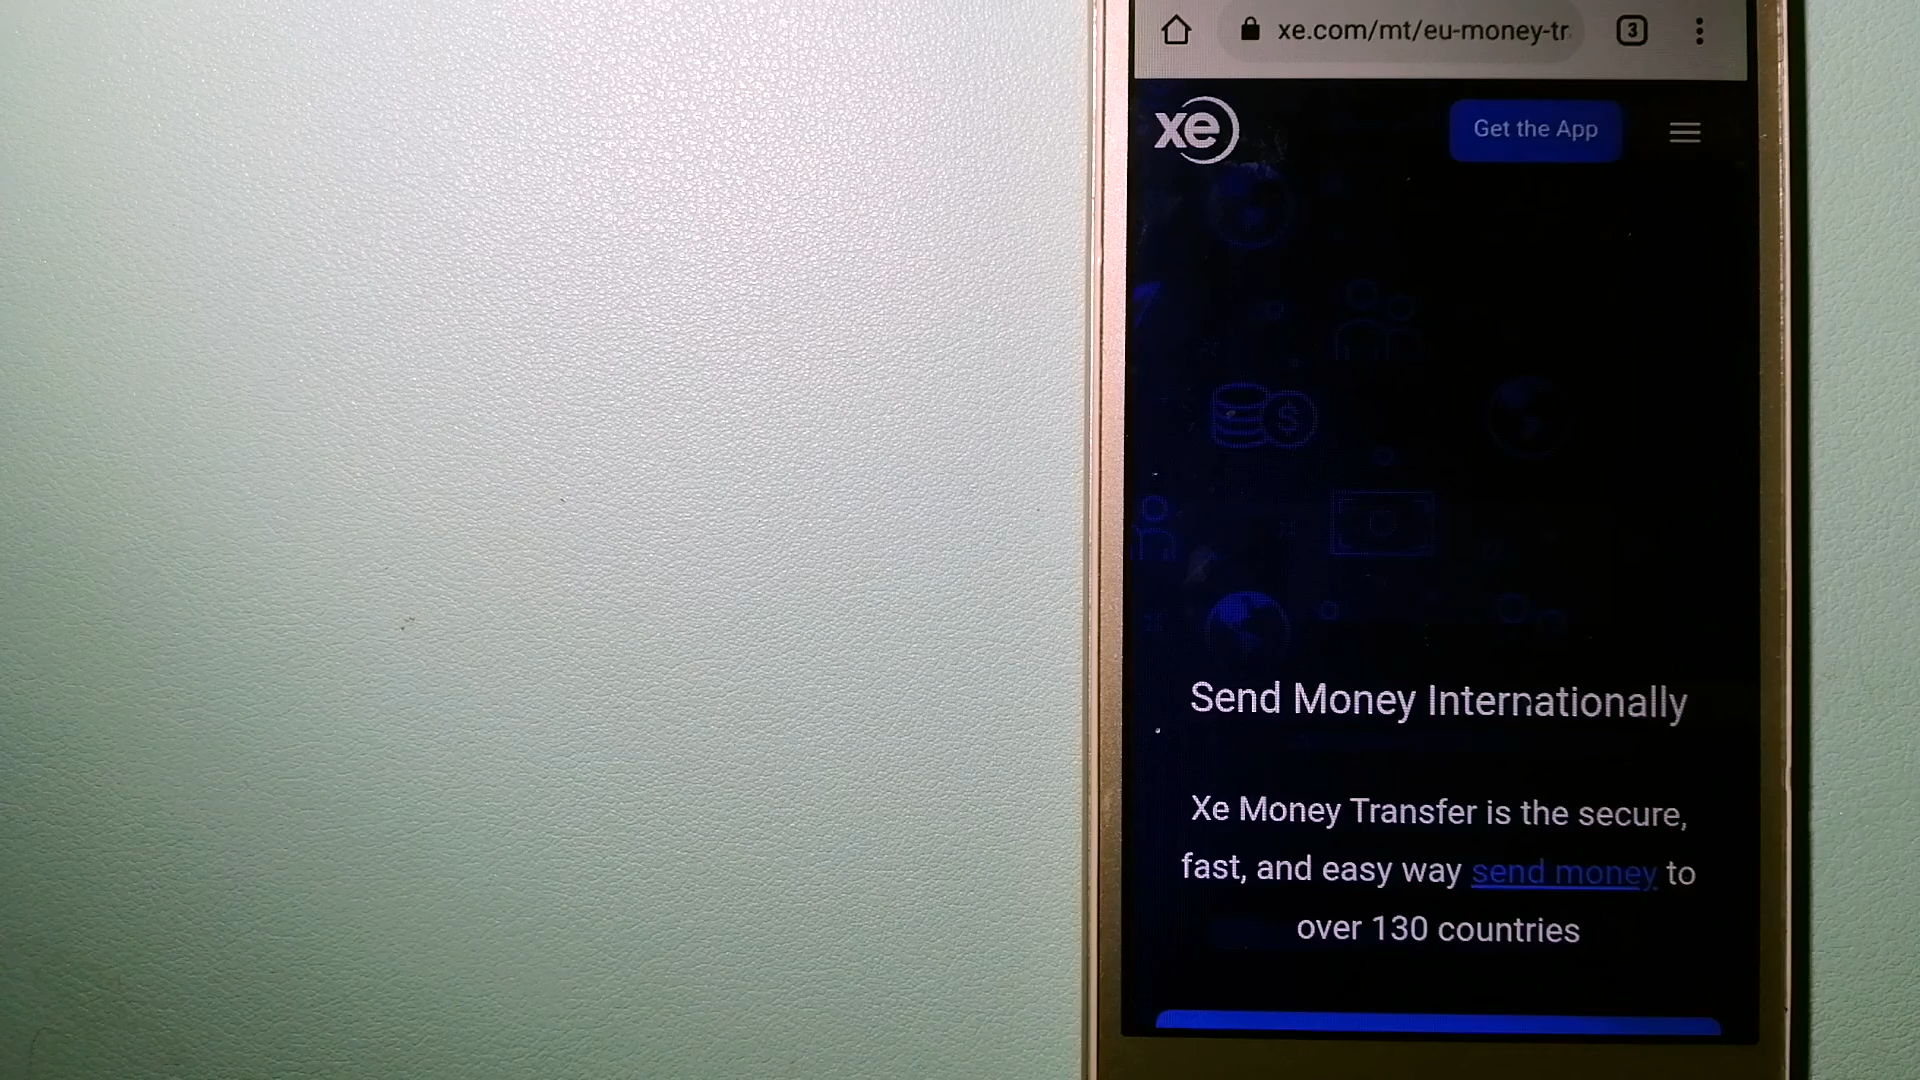 xe.com/mt/eu-money-tr
3
xe
Get the App
$
Send Money Internationally
Xe Money Transfer is the secure,
fast, and easy way send money to
over 130 countries